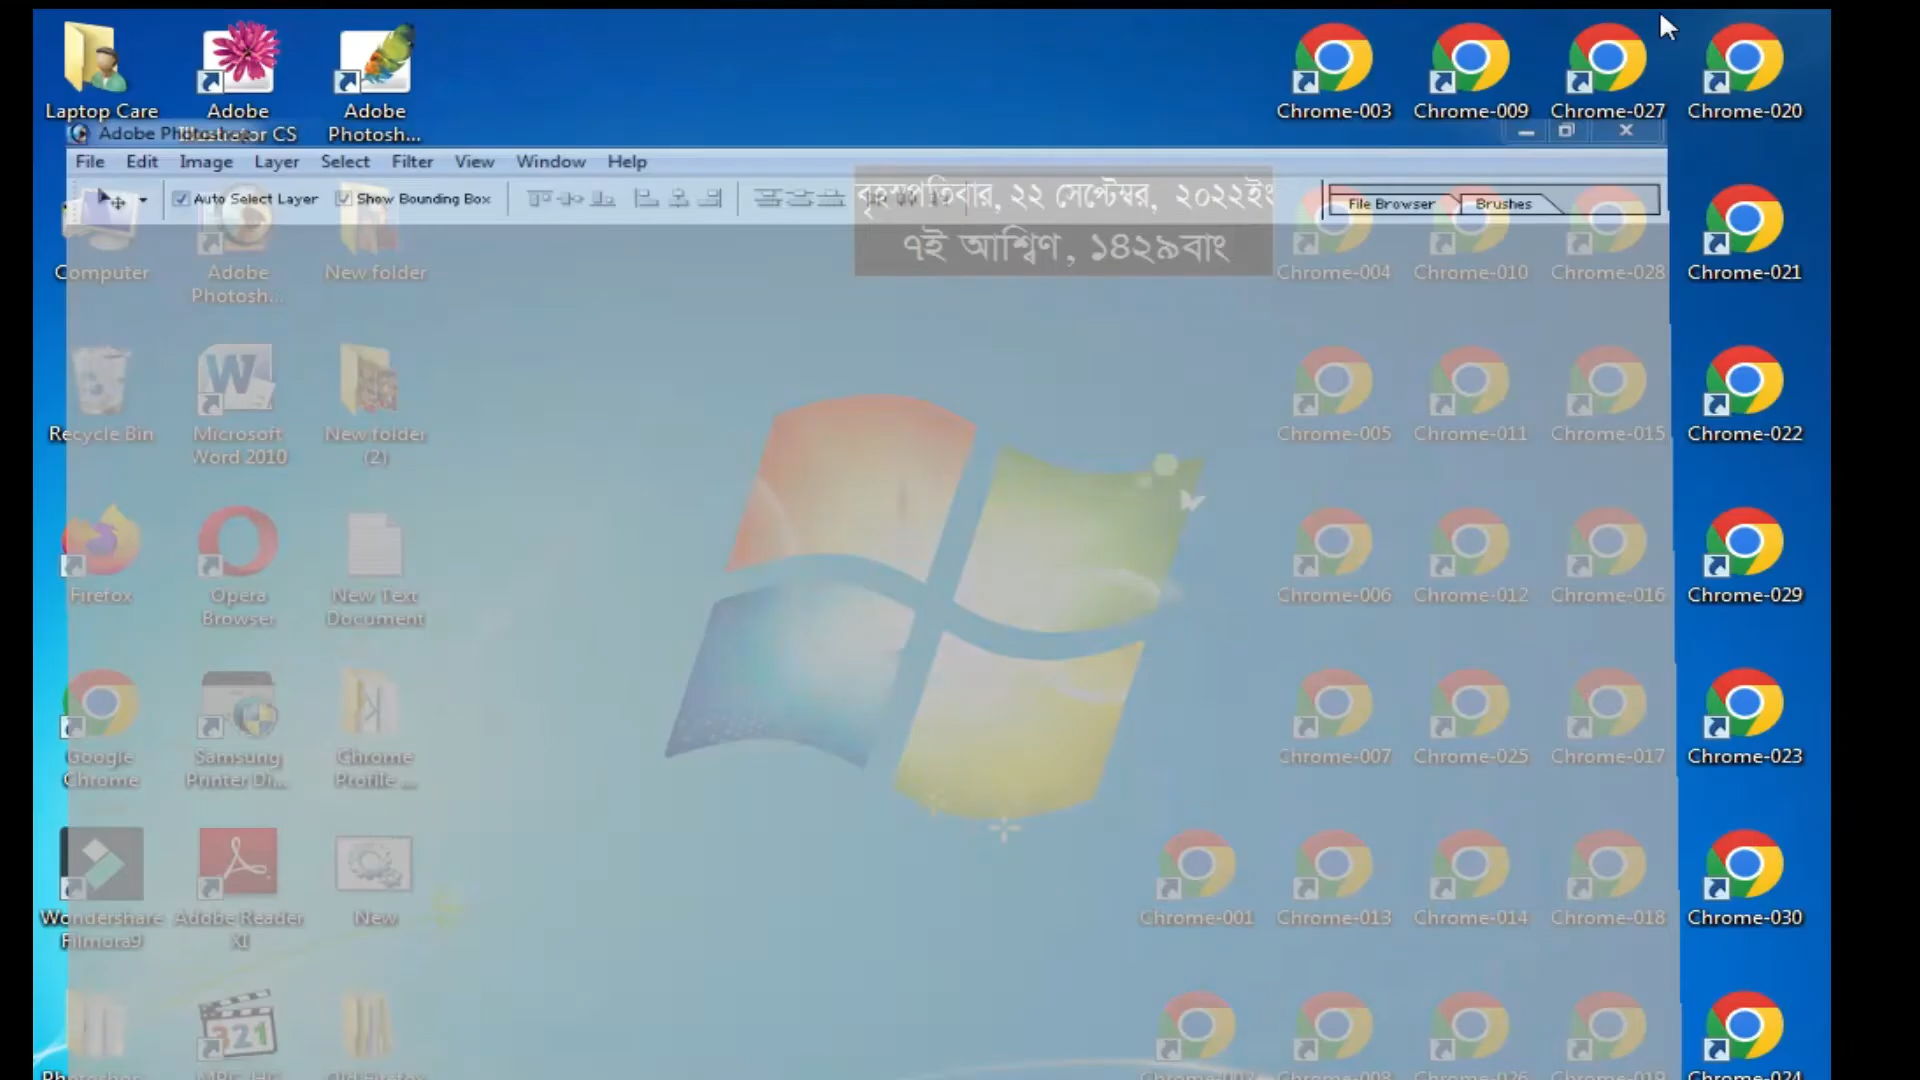 Laptop Care
Adobe Illustrator CS
Adobe Photosh...
Chrome-003
Chrome-009
Chrome-027
Chrome-020
Adobe Photoshop
File Edit Image Layer Select Filter View Window Help
Auto Select Layer
Show Bounding Box
বৃহস্পতিবার, ২২ সেপ্টেম্বর, ২০২২ইং
৭ই আশ্বিণ, ১৪২৯বাং
File Browser
Brushes
Computer
Adobe Photosh...
New folder
Chrome-004
Chrome-010
Chrome-028
Chrome-021
Recycle Bin
Microsoft Word 2010
New folder (2)
Chrome-005
Chrome-011
Chrome-015
Chrome-022
Firefox
Opera Browser
New Text Document
Chrome-006
Chrome-012
Chrome-016
Chrome-029
Google Chrome
Samsung Printer Di...
Chrome Profile ...
Chrome-007
Chrome-025
Chrome-017
Chrome-023
Wondershare Filmora9
Adobe Reader XI
New
Chrome-001
Chrome-013
Chrome-014
Chrome-018
Chrome-030
321
Chrome-024